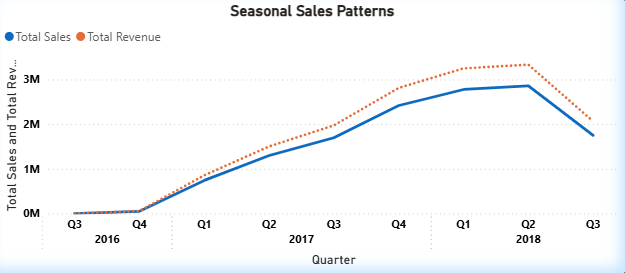 Seasonal Sales Patterns
Total Sales Total Revenue
Total Sales and Total Rev...
3M
2M
1M
0M
Q3 Q4 Q1 Q2 Q3 Q4 Q1 Q2 Q3
2016 2017 2018
Quarter